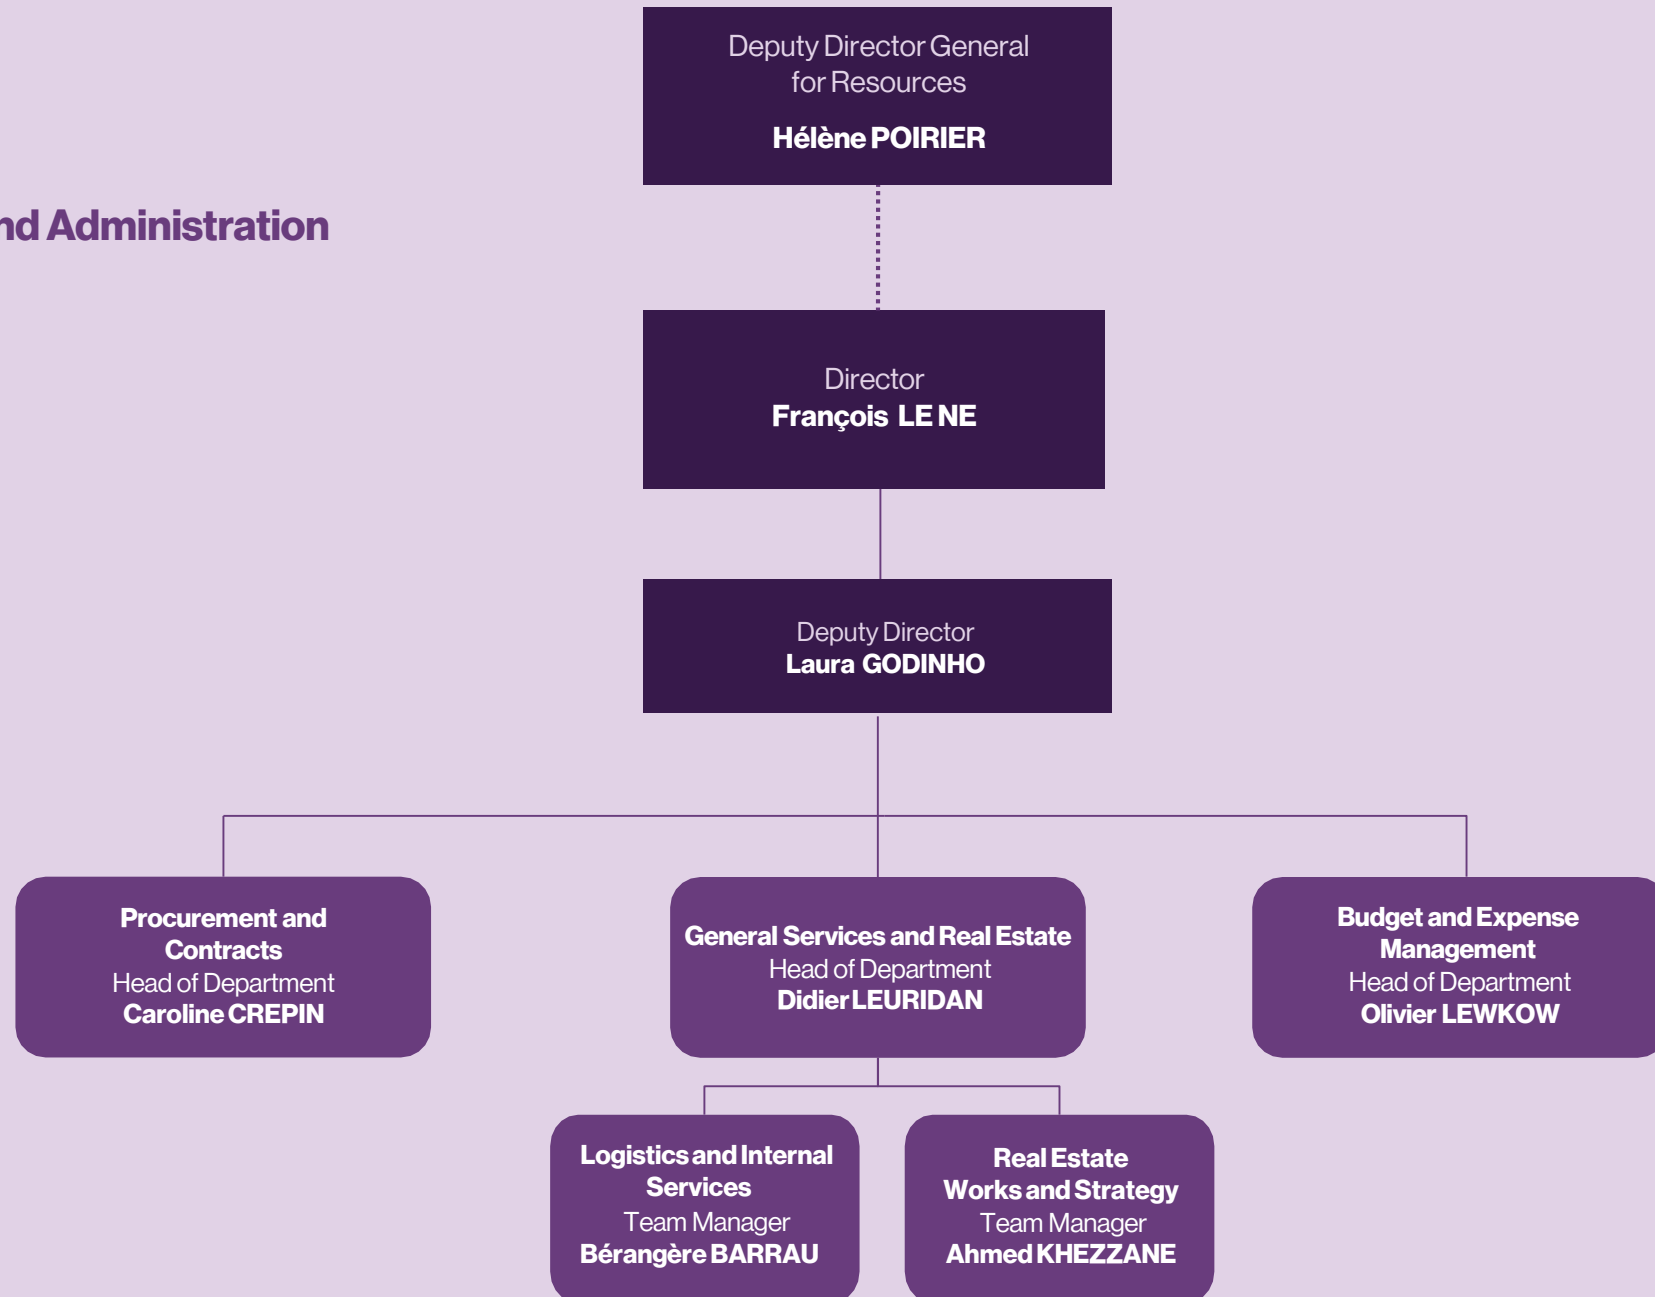 Deputy Director General
for Resources
Hélène POIRIER
nd Administration
Director
François LE NE
Deputy Director
Laura GODINHO
Procurement and
Contracts
Head of Department
Caroline CREPIN
General Services and Real Estate
Head of Department
Didier LEURIDAN
Budget and Expense
Management
Head of Department
Olivier LEWKOW
Logistics and Internal
Services
Team Manager
Bérangère BARRAU
Real Estate
Works and Strategy
Team Manager
Ahmed KHEZZANE